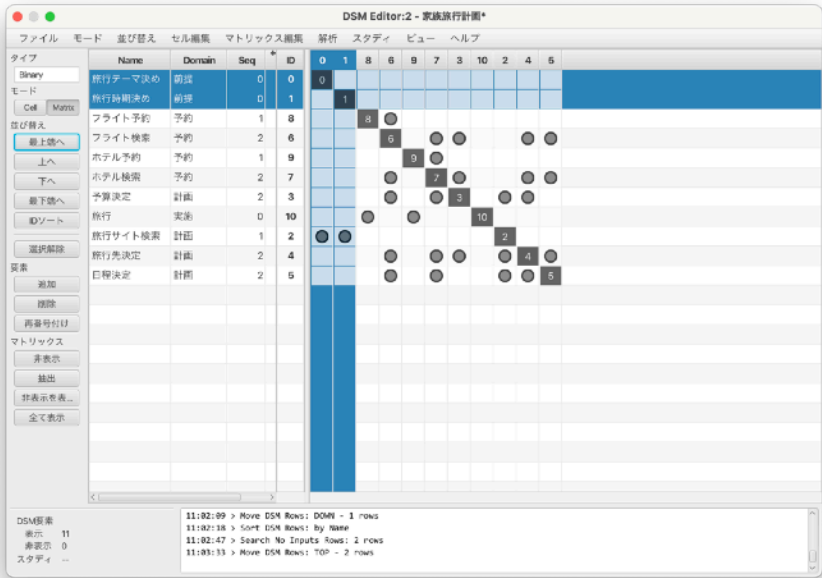 DSM Editor:2 - 家族旅行計画*
ファイル モード 並び替え セル編集 マトリックス編集 解析 スタディ ビュー ヘルプ
タイプ
Binary
モード
Cell Matrix
並び替え
最上端へ
上へ
下へ
最下端へ
IDソート
選択解除
要素
追加
削除
再番号付け
マトリックス
非表示
抽出
非表示を表...
全て表示
Name Domain Seq ID 0 1 8 6 9 7 3 10 2 4 5
旅行テーマ決め 前提 0 0 0
旅行時期決め 前提 0 1 1
フライト予約 予約 1 8 8
フライト検索 予約 2 6 6
ホテル予約 予約 1 9 9
ホテル検索 予約 2 7 7
予算決定 計画 2 3 3
旅行 実施 0 10 10
旅行サイト検索 計画 1 2 2
旅行先決定 計画 2 4 4
日程決定 計画 2 5 5
DSM要素
表示 11
非表示 0
スタディ --
11:02:09 > Move DSM Rows: DOWN - 1 rows
11:02:18 > Sort DSM Rows: by Name
11:02:47 > Search No Inputs Rows: 2 rows
11:03:33 > Move DSM Rows: TOP - 2 rows